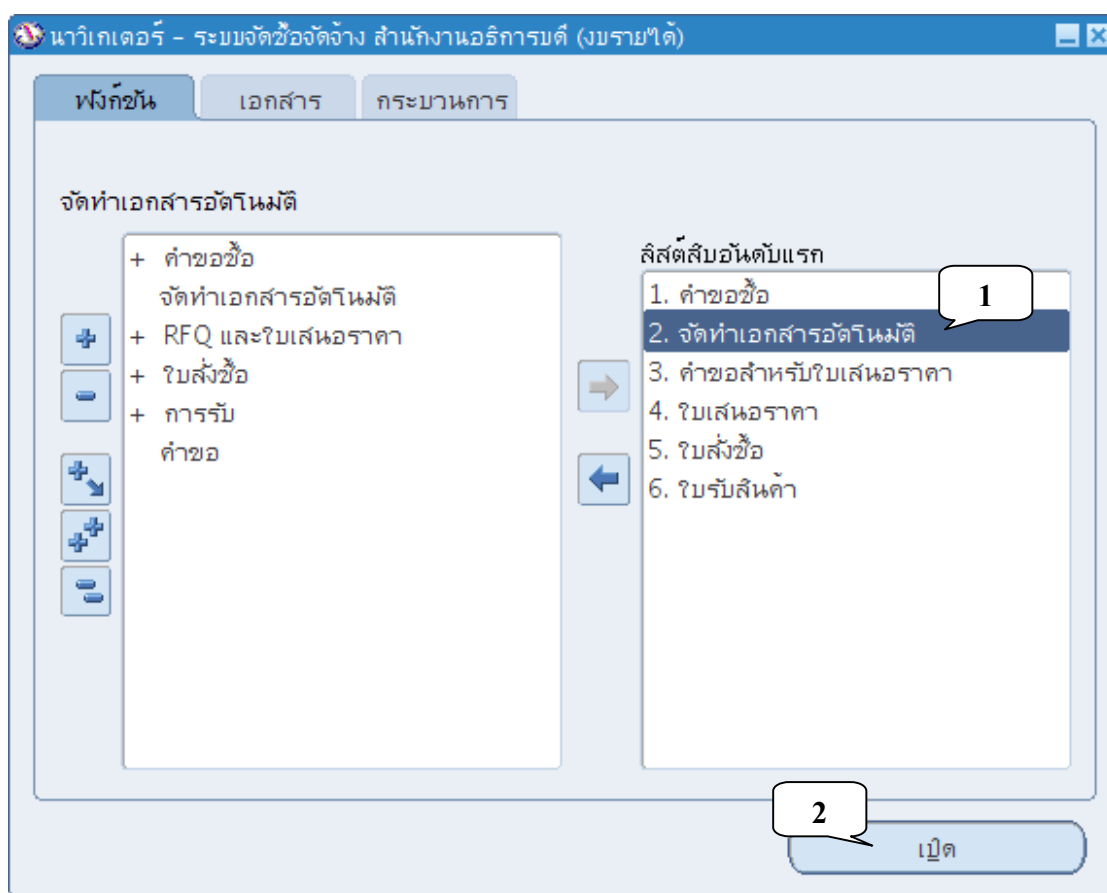 นาวิเกเตอร์ – ระบบจัดซื้อจัดจ้าง สำนักงานอธิการบดี (งบรายได้)
ฟังก์ชัน
เอกสาร
กระบวนการ
จัดทำเอกสารอัตโนมัติ
+ คำขอซื้อ
จัดทำเอกสารอัตโนมัติ
+ RFQ และใบเสนอราคา
+ ใบสั่งซื้อ
+ การรับ
คำขอ
ลิสต์สิบอันดับแรก
1. คำขอซื้อ
1
2. จัดทำเอกสารอัตโนมัติ
3. คำขอสำหรับใบเสนอราคา
4. ใบเสนอราคา
5. ใบสั่งซื้อ
6. ใบรับสินค้า
2
เปิด